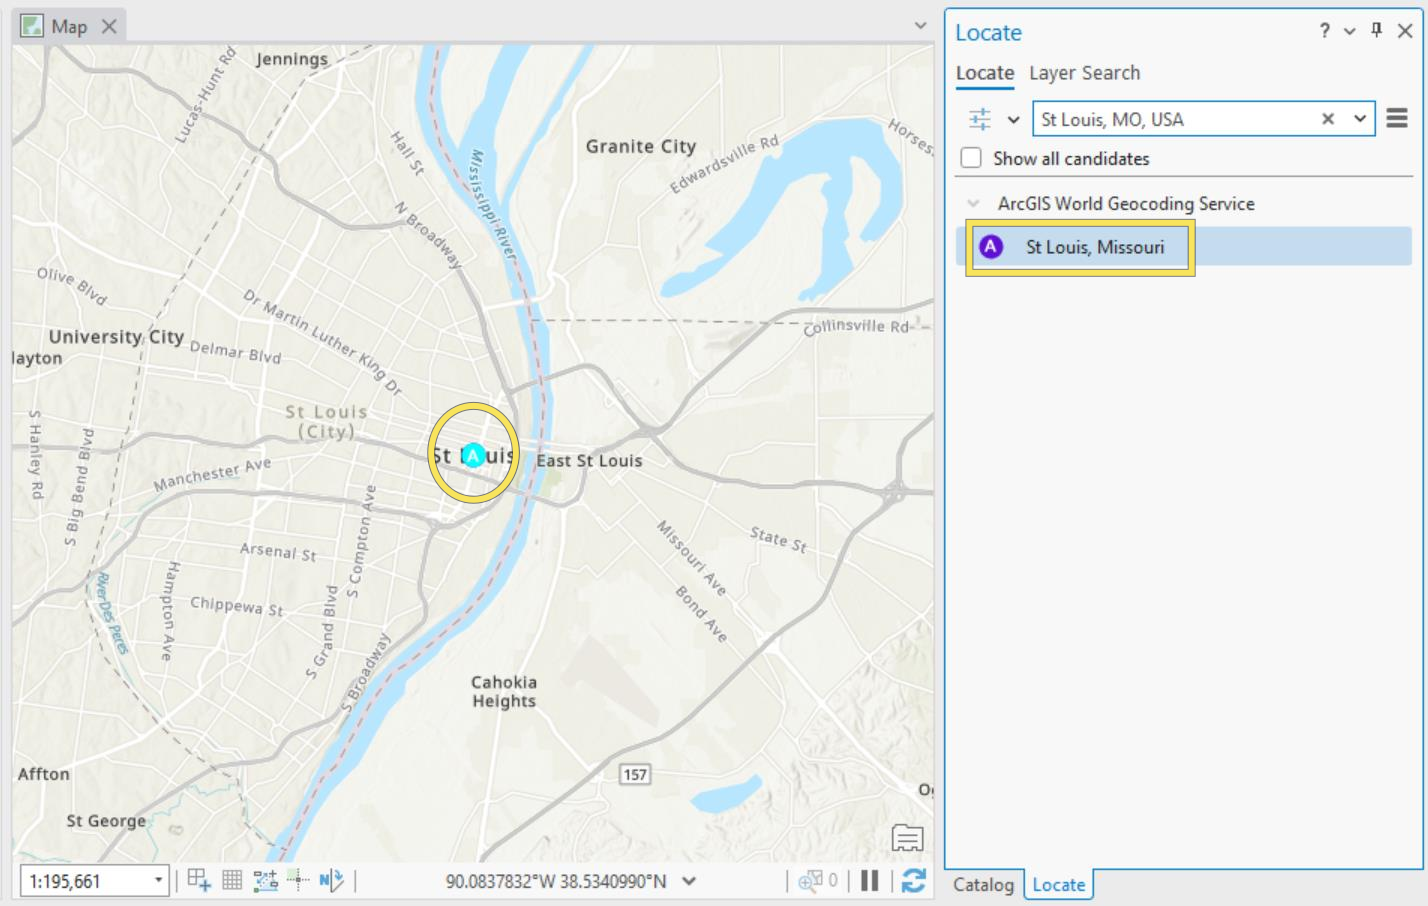 Map
Jennings
Lucas-Hunt Rd
Hall St
Mississippi River
Granite City
Edwardsville Rd
Horses
N Broadway
Olive Blvd
Dr Martin Luther King Dr
University City
layton
Delmar Blvd
Collinsville Rd
St Louis
(City)
S Hanley Rd
S Big Bend Blvd
A
East St Louis
Manchester Ave
S Compton Ave
Arsenal St
Missouri Ave
State St
River Des Peres
Hampton Ave
Chippewa St
S Grand Blvd
Bond Ave
S Broadway
Cahokia
Heights
157
Affton
St George
1:195,661
90.0837832°W 38.5340990°N
0
Locate
?
Locate Layer Search
St Louis, MO, USA
Show all candidates
ArcGIS World Geocoding Service
A St Louis, Missouri
Catalog Locate